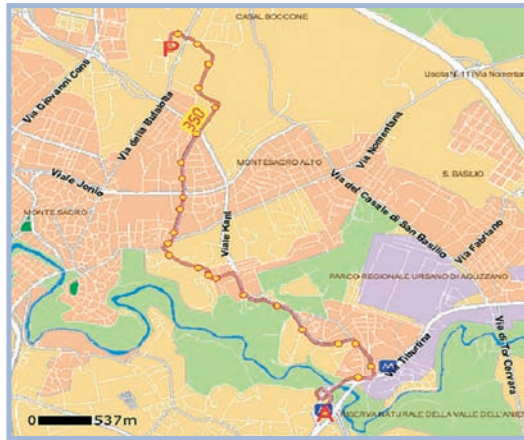 CASAL BOCCONE
P
Uscita N. 11 Via Nomentana
Via Giovanni Conti
Via della Bufalotta
350
Via Nomentana
MONTESACRO ALTO
Viale Jonio
S. BASILIO
Via del Casale di San Basilio
MONTE SACRO
Viale Kant
Via Fabriano
PARCO REGIONALE URBANO DI AGUZZANO
M
Via Tiburtina
Via di Tor Cervara
A
RISERVA NATURALE DELLA VALLE DELL'ANIEN
0 537m